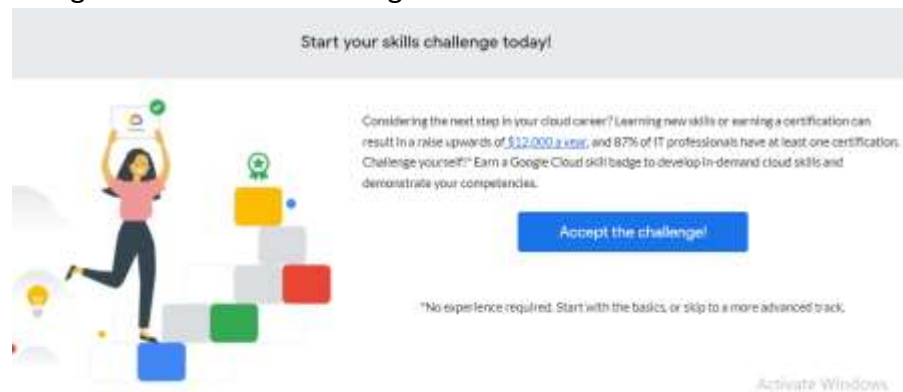 Start your skills challenge today!
Considering the next step in your cloud career? Learning new skills or earning a certification can
result in a raise upwards of $12,000 a year, and 87% of IT professionals have at least one certification.
Challenge yourself!* Earn a Google Cloud skill badge to develop in-demand cloud skills and
demonstrate your competencies.
Accept the challenge!
*No experience required. Start with the basics, or skip to a more advanced track.
Activate Windows